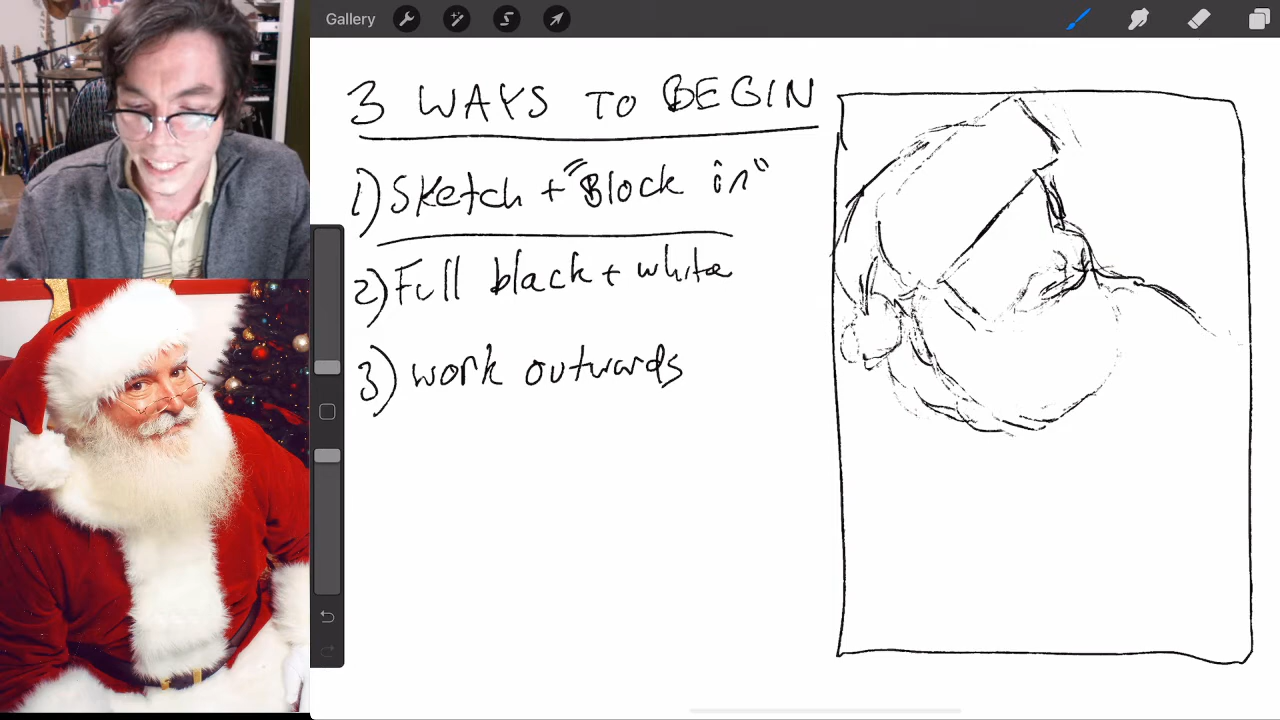 Gallery
3 WAYS TO BEGIN
1) Sketch + "Block in"
2) Full black + white
3) work outwards